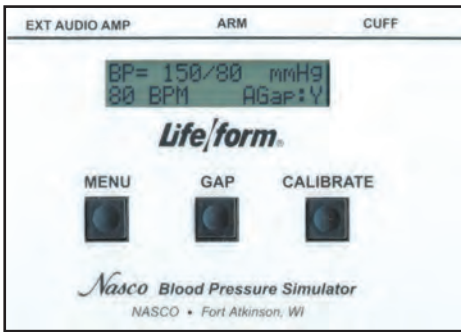 EXT AUDIO AMP ARM CUFF
BP= 150/80 mmHg
80 BPM AGap:Y
Life/form®
MENU GAP CALIBRATE
Nasco Blood Pressure Simulator
NASCO • Fort Atkinson, WI